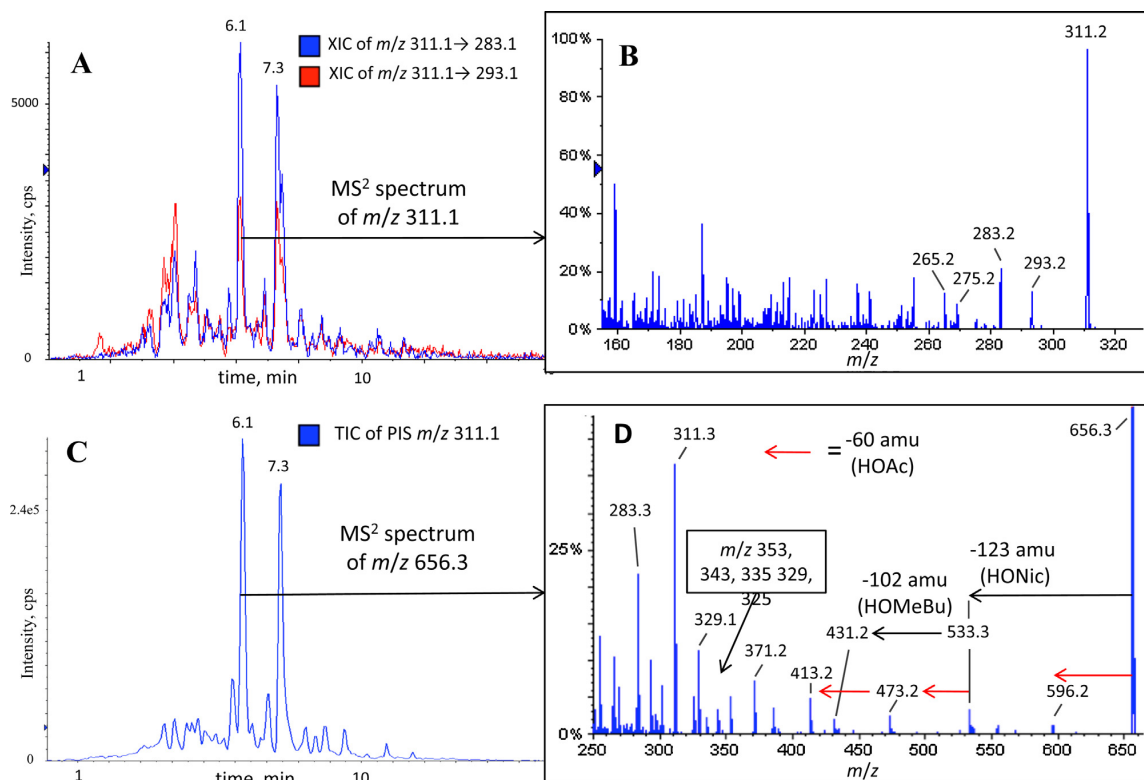 A
6.1
7.3
XIC of m/z 311.1→ 283.1
XIC of m/z 311.1→ 293.1
5000
0
Intensity, cps
MS² spectrum
of m/z 311.1
1
10
time, min
B
100%
80%
60%
40%
20%
0%
311.2
283.2
265.2
275.2
293.2
160
180
200
220
240
260
280
300
320
m/z
C
6.1
7.3
TIC of PIS m/z 311.1
2.4e5
0
Intensity, cps
MS² spectrum
of m/z 656.3
1
10
time, min
D
311.3
= -60 amu
(HOAc)
656.3
283.3
25%
0%
m/z 353,
343, 335 329,
325
-123 amu
(HONic)
-102 amu
(HOMeBu)
329.1
371.2
413.2
431.2
533.3
473.2
596.2
250
300
350
400
450
500
550
600
650
m/z